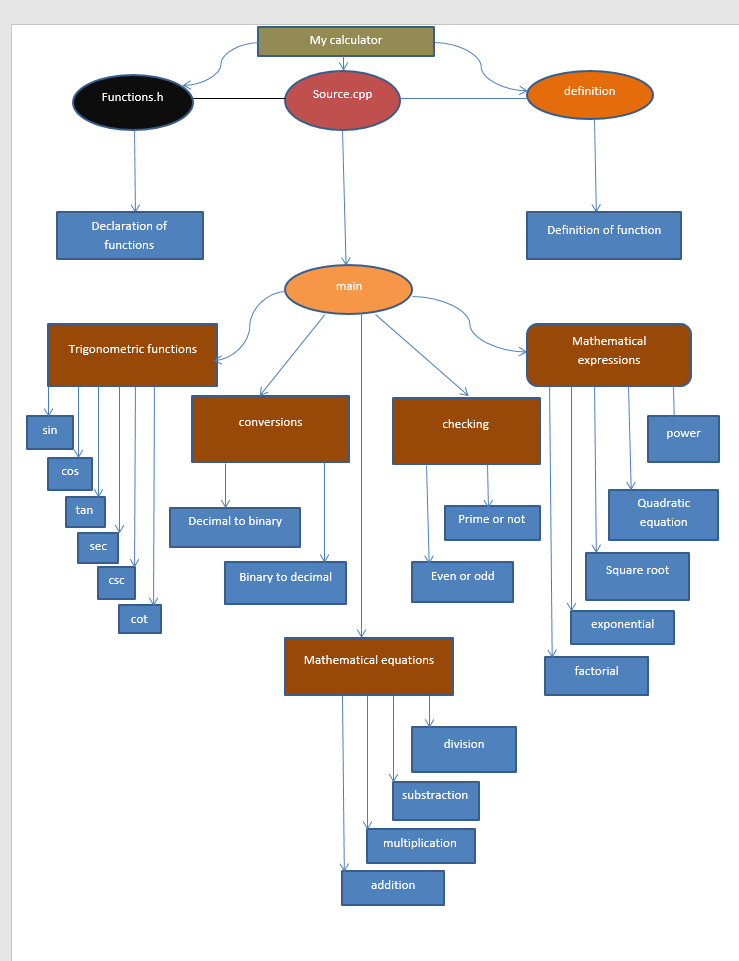 My calculator
Functions.h
Source.cpp
definition
Declaration of
functions
Definition of function
main
Trigonometric functions
Mathematical
expressions
conversions
checking
sin
cos
tan
sec
csc
cot
Decimal to binary
Binary to decimal
Prime or not
Even or odd
power
Quadratic
equation
Square root
exponential
factorial
Mathematical equations
division
substraction
multiplication
addition